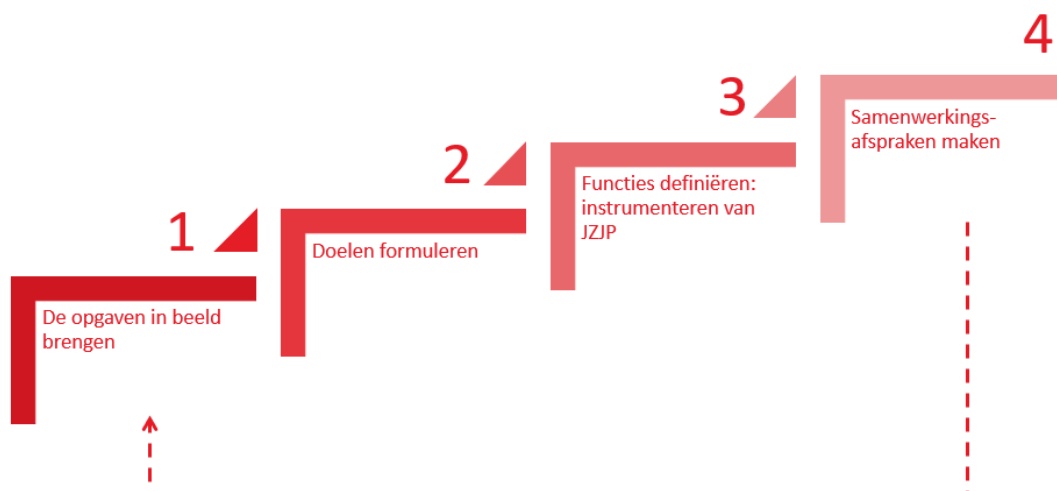 1
De opgaven in beeld
brengen
2
Doelen formuleren
3
Functies definiëren:
instrumenteren van
JZJP
4
Samenwerkings-
afspraken maken